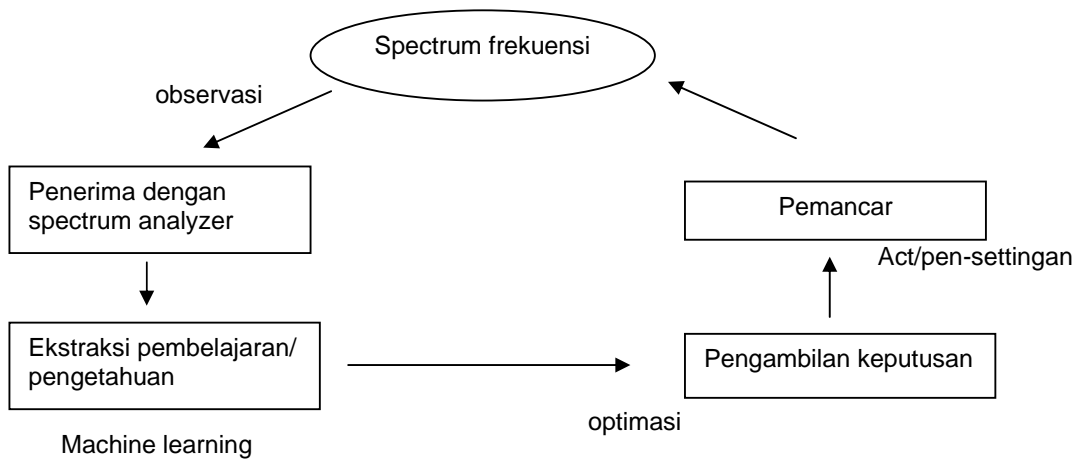 Spectrum frekuensi
observasi
Penerima dengan
spectrum analyzer
Pemancar
Act/pen-settingan
Ekstraksi pembelajaran/
pengetahuan
Pengambilan keputusan
optimasi
Machine learning